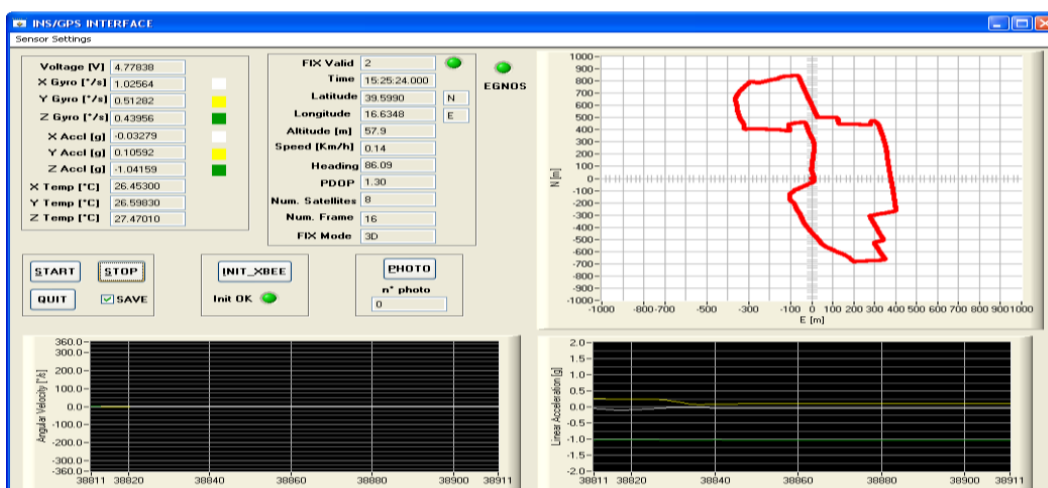 INS/GPS INTERFACE
Sensor Settings
Voltage [V] 4.77838
X Gyro [°/s] 1.02564
Y Gyro [°/s] 0.51282
Z Gyro [°/s] 0.43956
X Accl [g] -0.03279
Y Accl [g] 0.10592
Z Accl [g] -1.04159
X Temp [°C] 26.45300
Y Temp [°C] 26.59830
Z Temp [°C] 27.47010
FIX Valid 2
Time 15:25:24.000
Latitude 39.5990 N
Longitude 16.6348 E
Altitude [m] 57.9
Speed [Km/h] 0.14
Heading 86.09
PDOP 1.30
Num. Satellites 8
Num. Frame 16
FIX Mode 3D
EGNOS
START STOP
QUIT SAVE
INIT_XBEE
Init OK
PHOTO
n° photo
0
N [m]
1000
900
800
700
600
500
400
300
200
100
0
-100
-200
-300
-400
-500
-600
-700
-800
-900
-1000
-1000 -800 -700 -500 -300 -100 0 100 200 300 400 500 600 700 800 900 1000
E [m]
Angular Velocity [°/s]
360.0
300.0
200.0
100.0
0.0
-100.0
-200.0
-300.0
-360.0
38811 38820 38840 38860 38880 38900 38911
Linear Acceleration [g]
2.0
1.5
1.0
0.5
0.0
-0.5
-1.0
-1.5
-2.0
38811 38820 38840 38860 38880 38900 38911